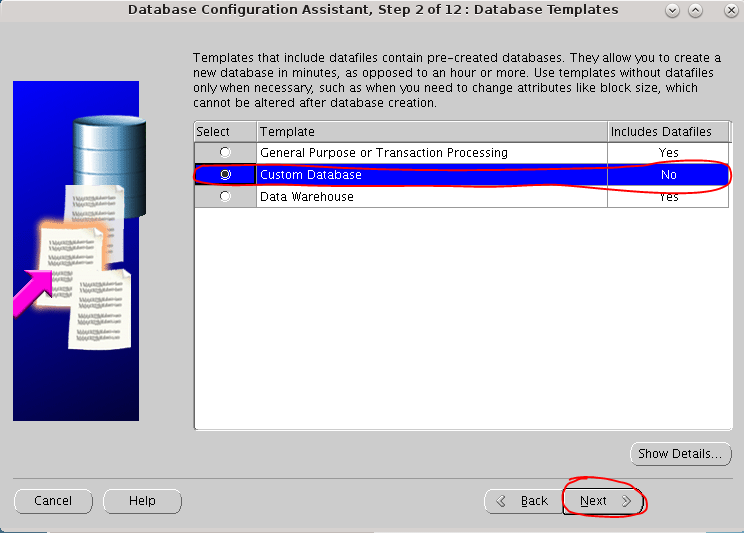 Database Configuration Assistant, Step 2 of 12 : Database Templates
Templates that include datafiles contain pre-created databases. They allow you to create a
new database in minutes, as opposed to an hour or more. Use templates without datafiles
only when necessary, such as when you need to change attributes like block size, which
cannot be altered after database creation.
Select Template Includes Datafiles
General Purpose or Transaction Processing Yes
Custom Database No
Data Warehouse Yes
Show Details...
Cancel Help Back Next